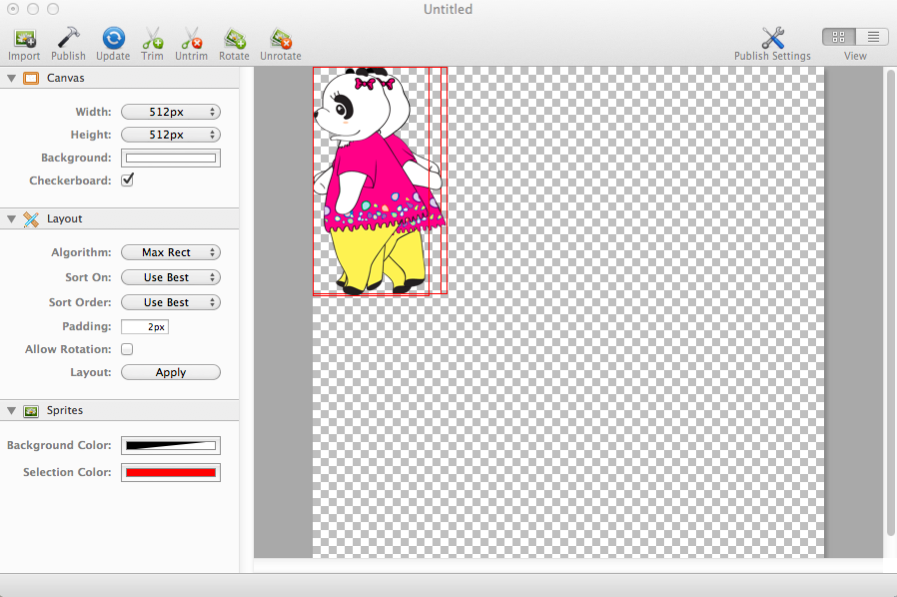 Untitled
Import Publish Update Trim Untrim Rotate Unrotate Publish Settings View
Canvas
Width: 512px
Height: 512px
Background:
Checkerboard:
Layout
Algorithm: Max Rect
Sort On: Use Best
Sort Order: Use Best
Padding: 2px
Allow Rotation:
Layout: Apply
Sprites
Background Color:
Selection Color: